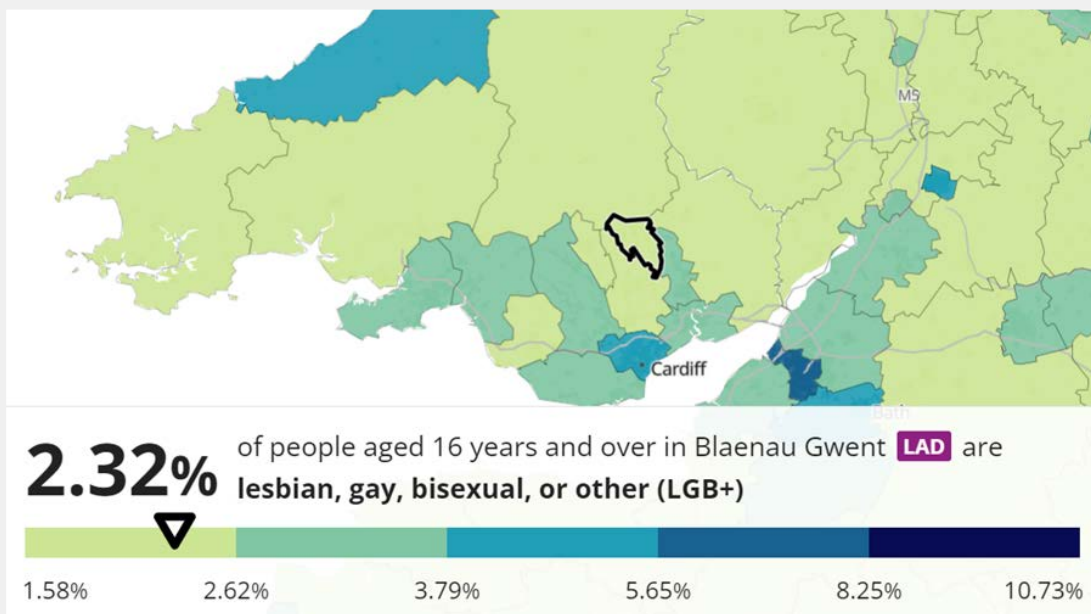 M5
Cardiff
Bath
2.32% of people aged 16 years and over in Blaenau Gwent LAD are
lesbian, gay, bisexual, or other (LGB+)
1.58% 2.62% 3.79% 5.65% 8.25% 10.73%